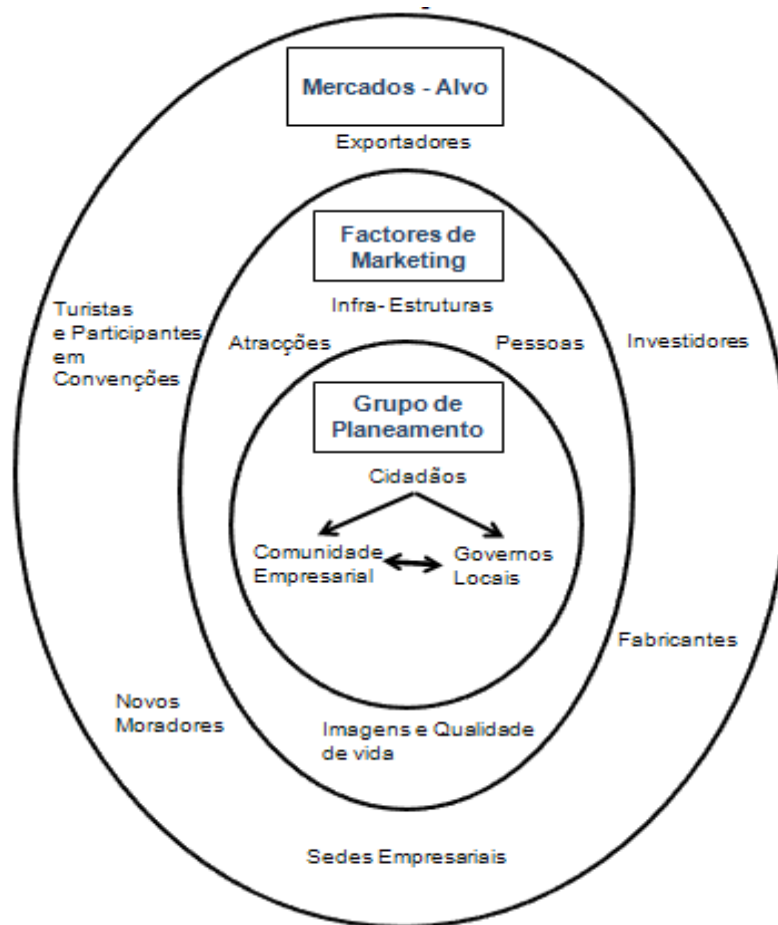 Mercados - Alvo
Exportadores
Factores de
Marketing
Infra- Estruturas
Turistas
e Participantes
em
Convenções
Atracções
Pessoas
Investidores
Grupo de
Planeamento
Cidadãos
Comunidade
Empresarial
Governos
Locais
Fabricantes
Novos
Moradores
Imagens e Qualidade
de vida
Sedes Empresariais